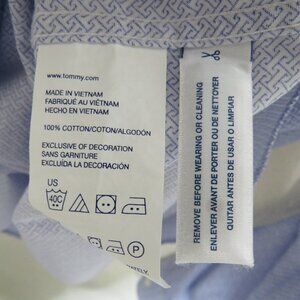 www.tommy.com
MADE IN VIETNAM
FABRIQUÉ AU VIÊTNAM
HECHO EN VIETNAM
100% COTTON/COTON/ALGODÓN
EXCLUSIVE OF DECORATION
SANS GARNITURE
EXCLUÍDA LA DECORACIÓN
US
40C
P
REMOVE BEFORE WEARING OR CLEANING
ENLEVER AVANT DE PORTER OU DE NETTOYER
QUITAR ANTES DE USAR O LIMPIAR